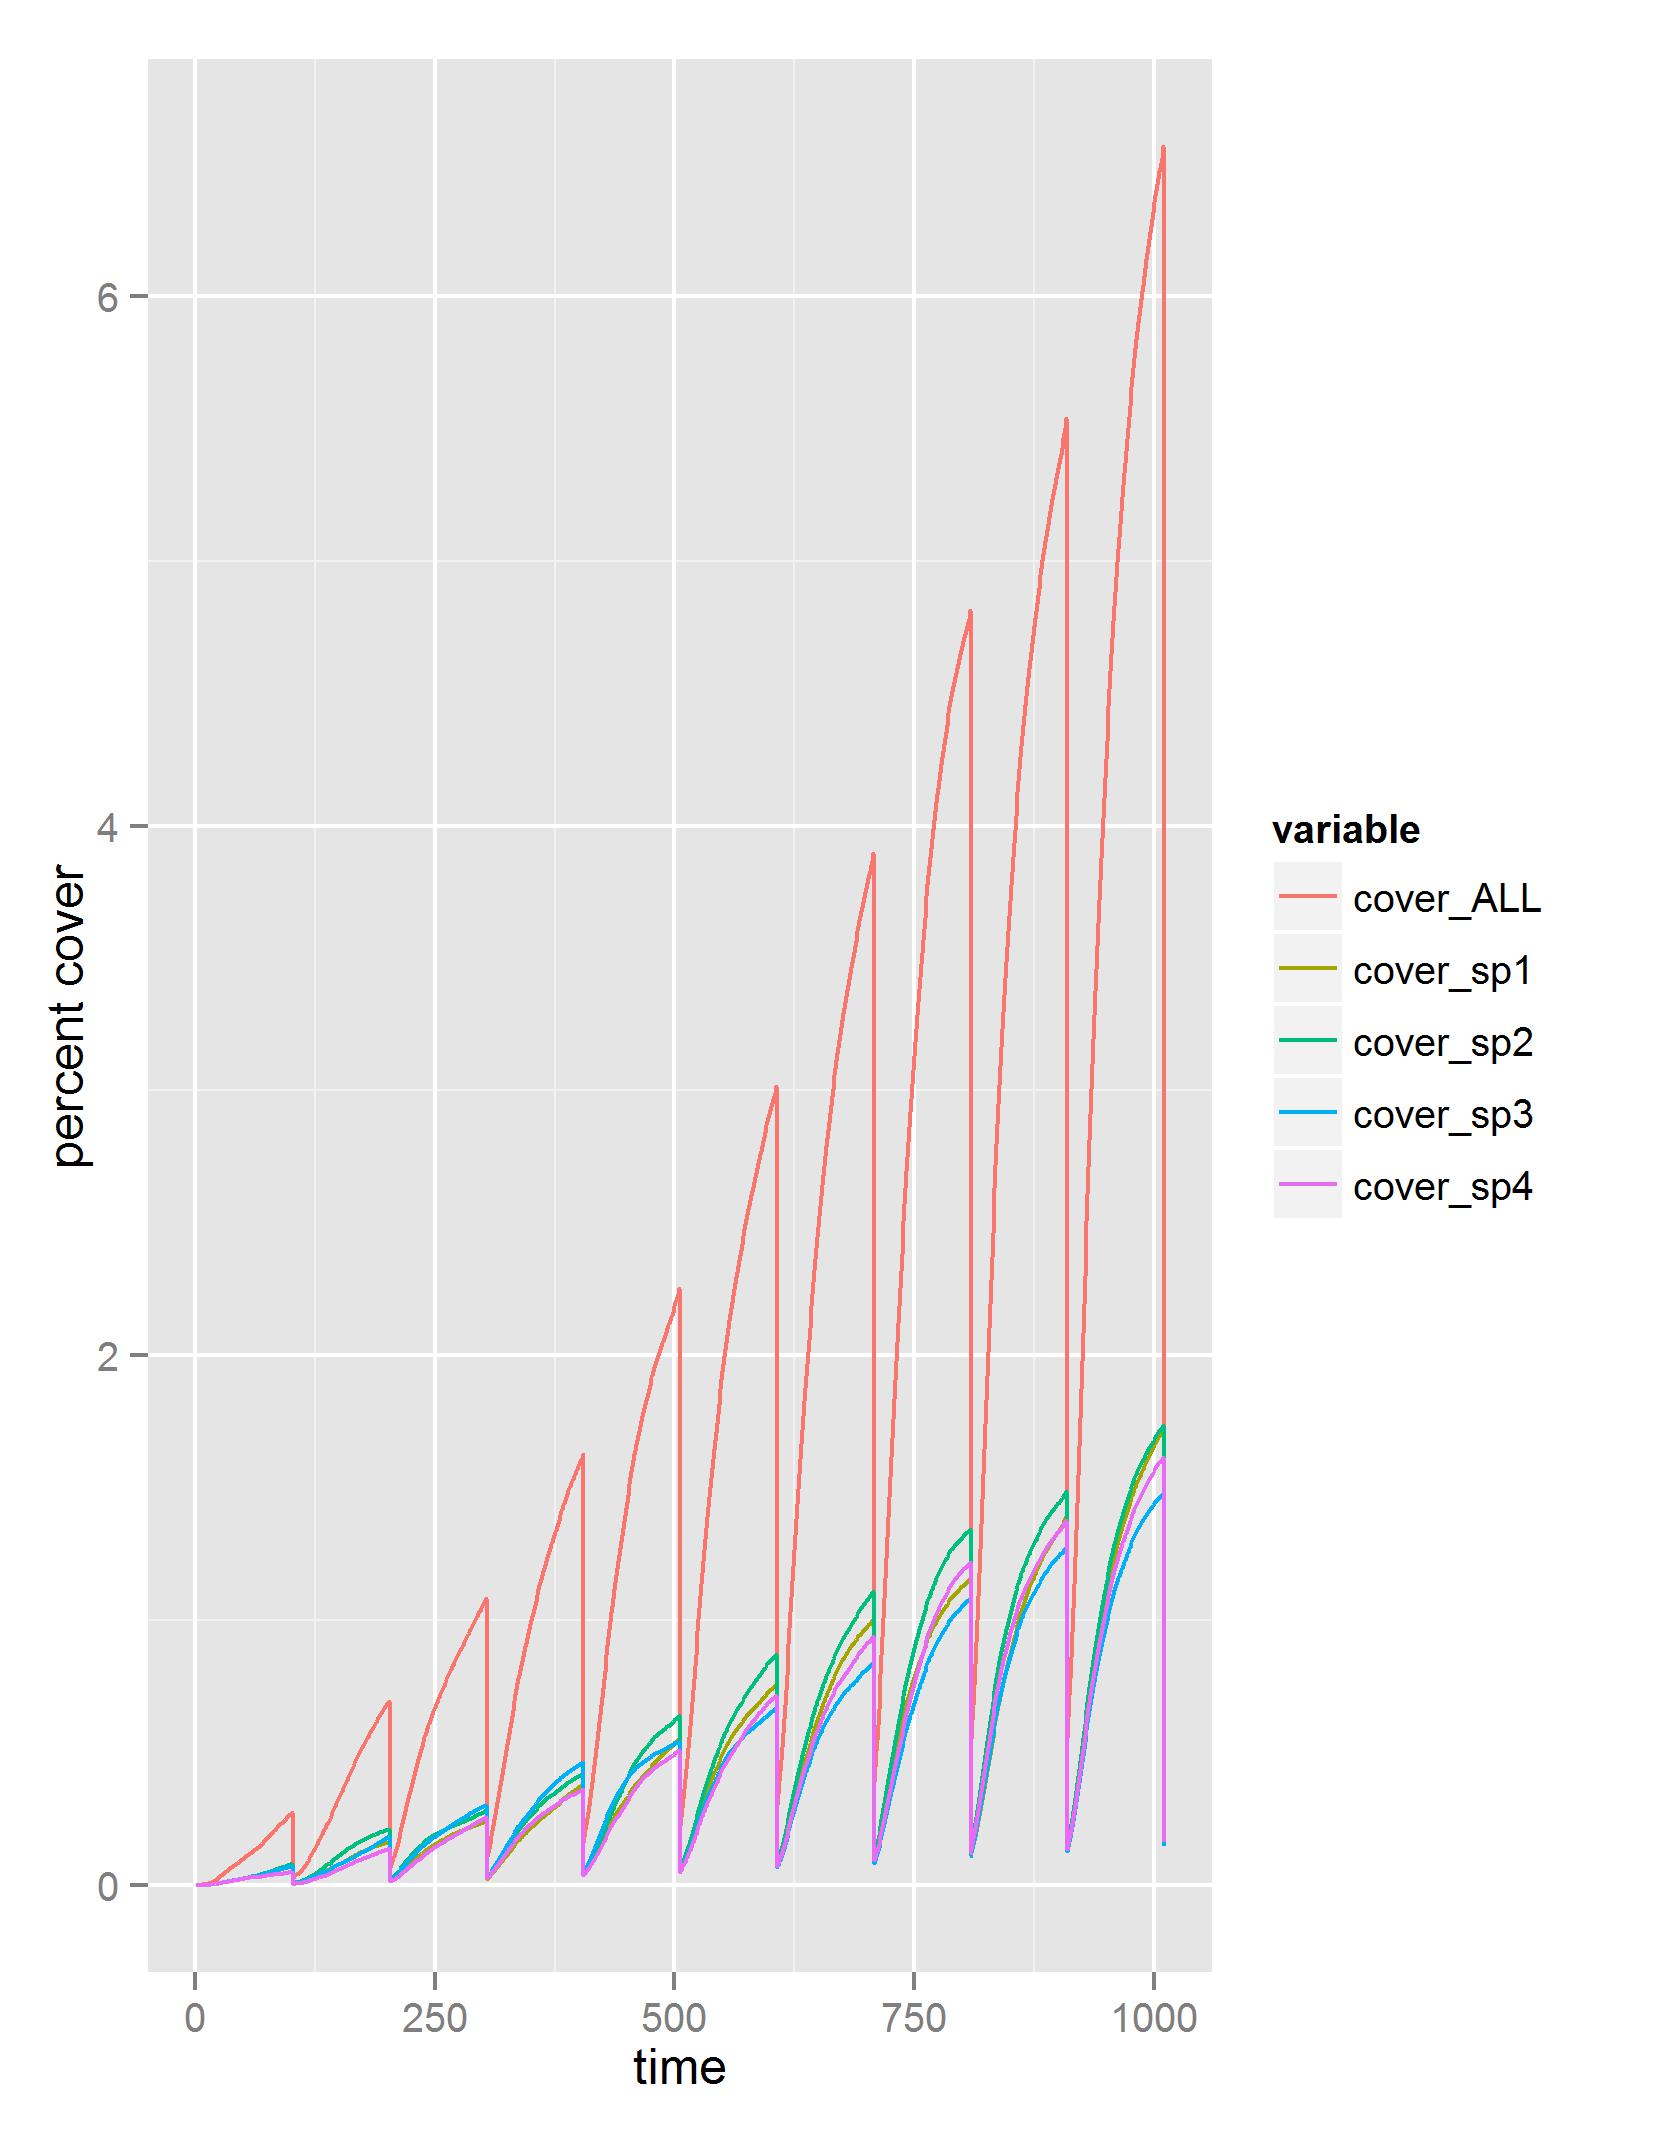 6
4
2
0
percent cover
0 250 500 750 1000
time
variable
cover_ALL
cover_sp1
cover_sp2
cover_sp3
cover_sp4